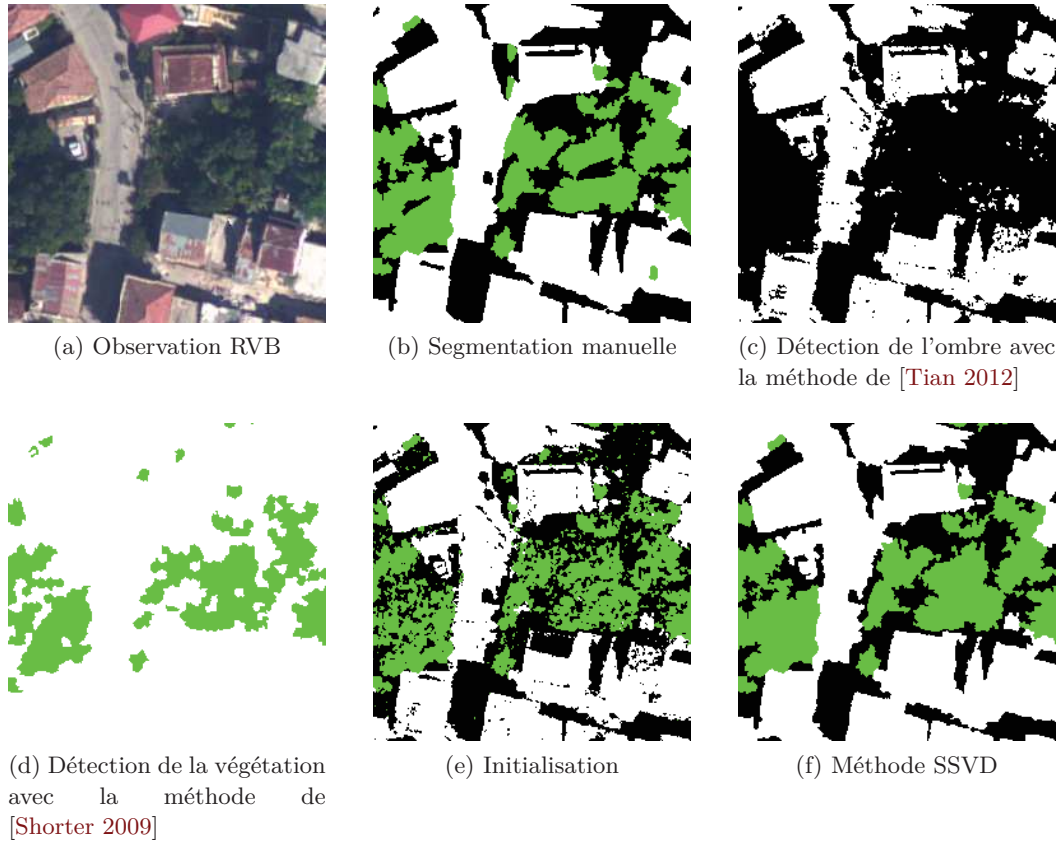 (a) Observation RVB
(b) Segmentation manuelle
(c) Détection de l'ombre avec
la méthode de [Tian 2012]
(d) Détection de la végétation
avec la méthode de
[Shorter 2009]
(e) Initialisation
(f) Méthode SSVD